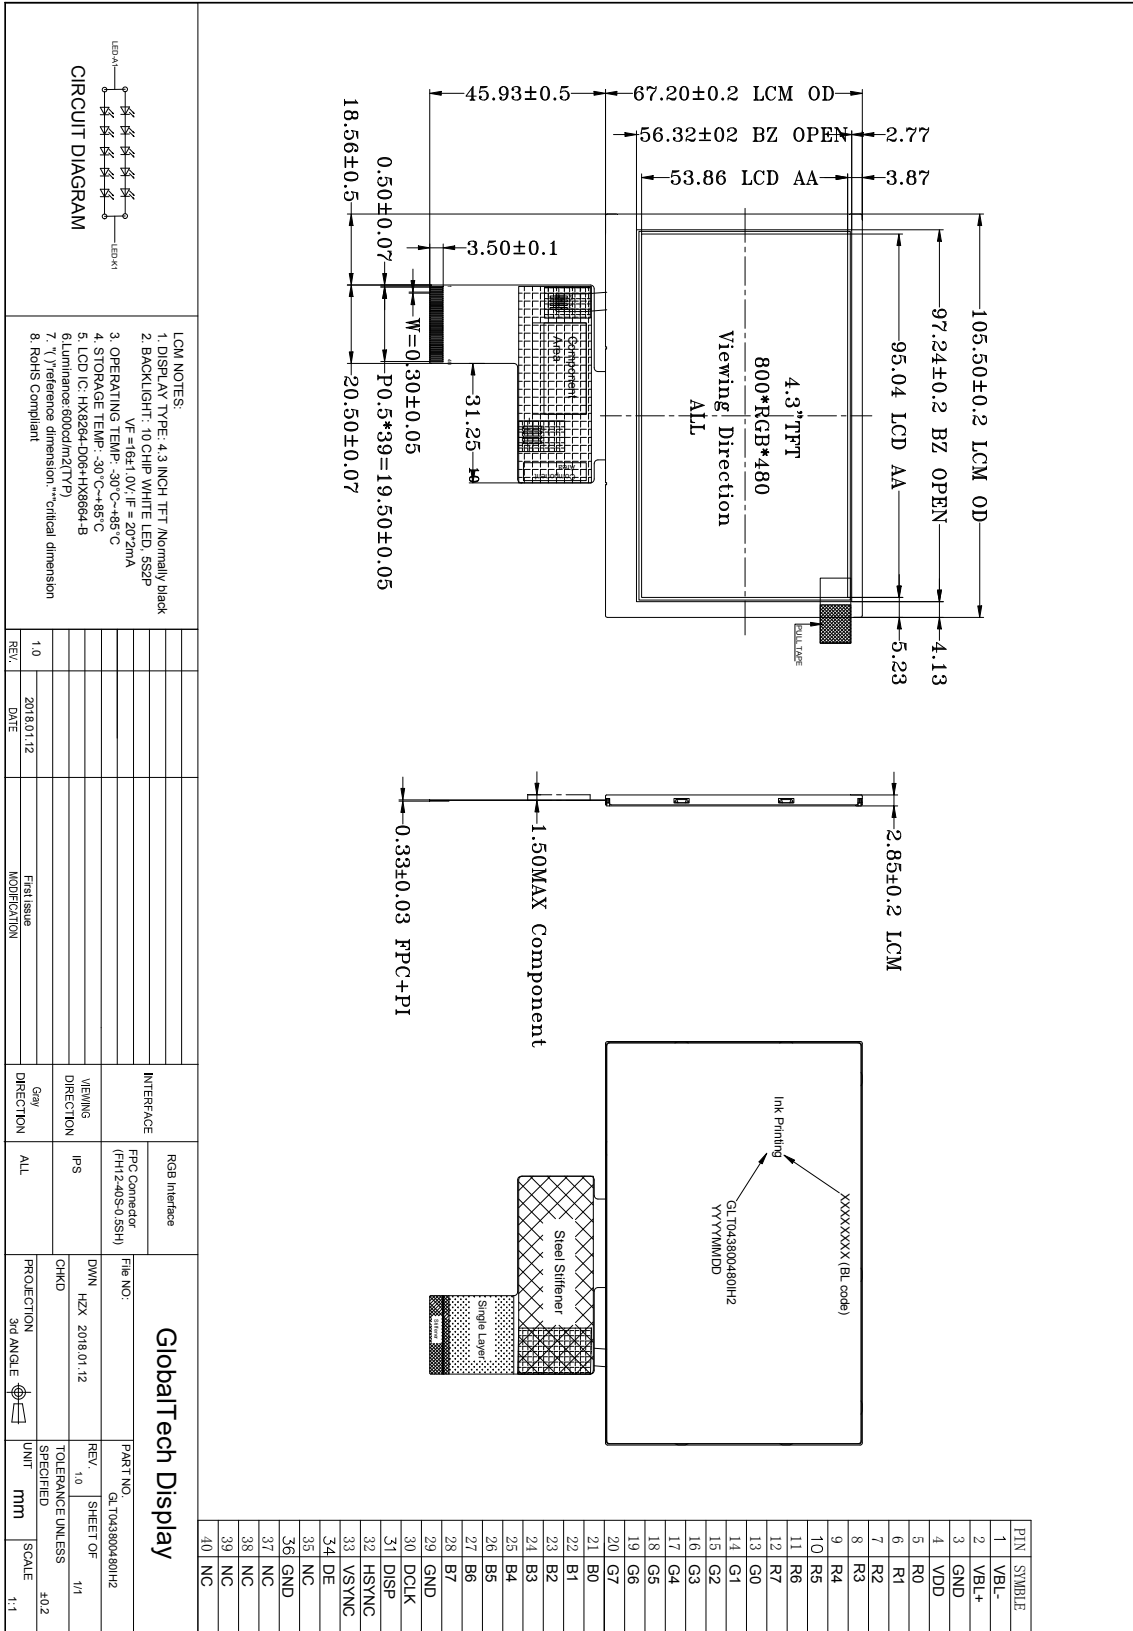 45.93±0.5
67.20±0.2 LCM OD
56.32±02 BZ OPEN
2.77
53.86 LCD AA
3.87
18.56±0.5
0.50±0.07
3.50±0.1
W=0.30±0.05
P0.5*39=19.50±0.05
20.50±0.07
31.25
105.50±0.2 LCM OD
97.24±0.2 BZ OPEN
95.04 LCD AA
4.13
5.23
4.3"TFT
800*RGB*480
Viewing Direction
ALL
Component
Area
PULL TAPE
2.85±0.2 LCM
1.50MAX Component
0.33±0.03 FPC+PI
Ink Printing
XXXXXXXX (BL code)
GLT043800480IH2
YYYYMMDD
Steel Stiffener
Single Layer
Stiffener
PIN SYMBLE
1 VBL-
2 VBL+
3 GND
4 VDD
5 R0
6 R1
7 R2
8 R3
9 R4
10 R5
11 R6
12 R7
13 G0
14 G1
15 G2
16 G3
17 G4
18 G5
19 G6
20 G7
21 B0
22 B1
23 B2
24 B3
25 B4
26 B5
27 B6
28 B7
29 GND
30 DCLK
31 DISP
32 HSYNC
33 VSYNC
34 DE
35 NC
36 GND
37 NC
38 NC
39 NC
40 NC
LED-A1
LED-K1
CIRCUIT DIAGRAM
LCM NOTES:
1. DISPLAY TYPE: 4.3 INCH TFT /Normally black
2. BACKLIGHT: 10 CHIP WHITE LED, 5S2P
VF =16±1.0V; IF = 20*2mA
3. OPERATING TEMP: -30°C~+85°C
4. STORAGE TEMP: -30°C~+85°C
5. LCD IC: HX8264-D06+HX8664-B
6.Luminance:600cd/m2(TYP)
7. "( )"reference dimension."*"critical dimension
8. RoHS Compliant
1.0 2018.01.12 First issue
REV. DATE MODIFICATION
INTERFACE
RGB Interface
FPC Connector
(FH12-40S-0.5SH)
VIEWING
DIRECTION
IPS
Gray
DIRECTION
ALL
GlobalTech Display
File NO:
PART NO.
GLT043800480IH2
DWN HZX 2018.01.12
REV. 1.0
SHEET OF 1/1
CHKD
TOLERANCE UNLESS
SPECIFIED ±0.2
PROJECTION
3rd ANGLE
UNIT mm
SCALE 1:1